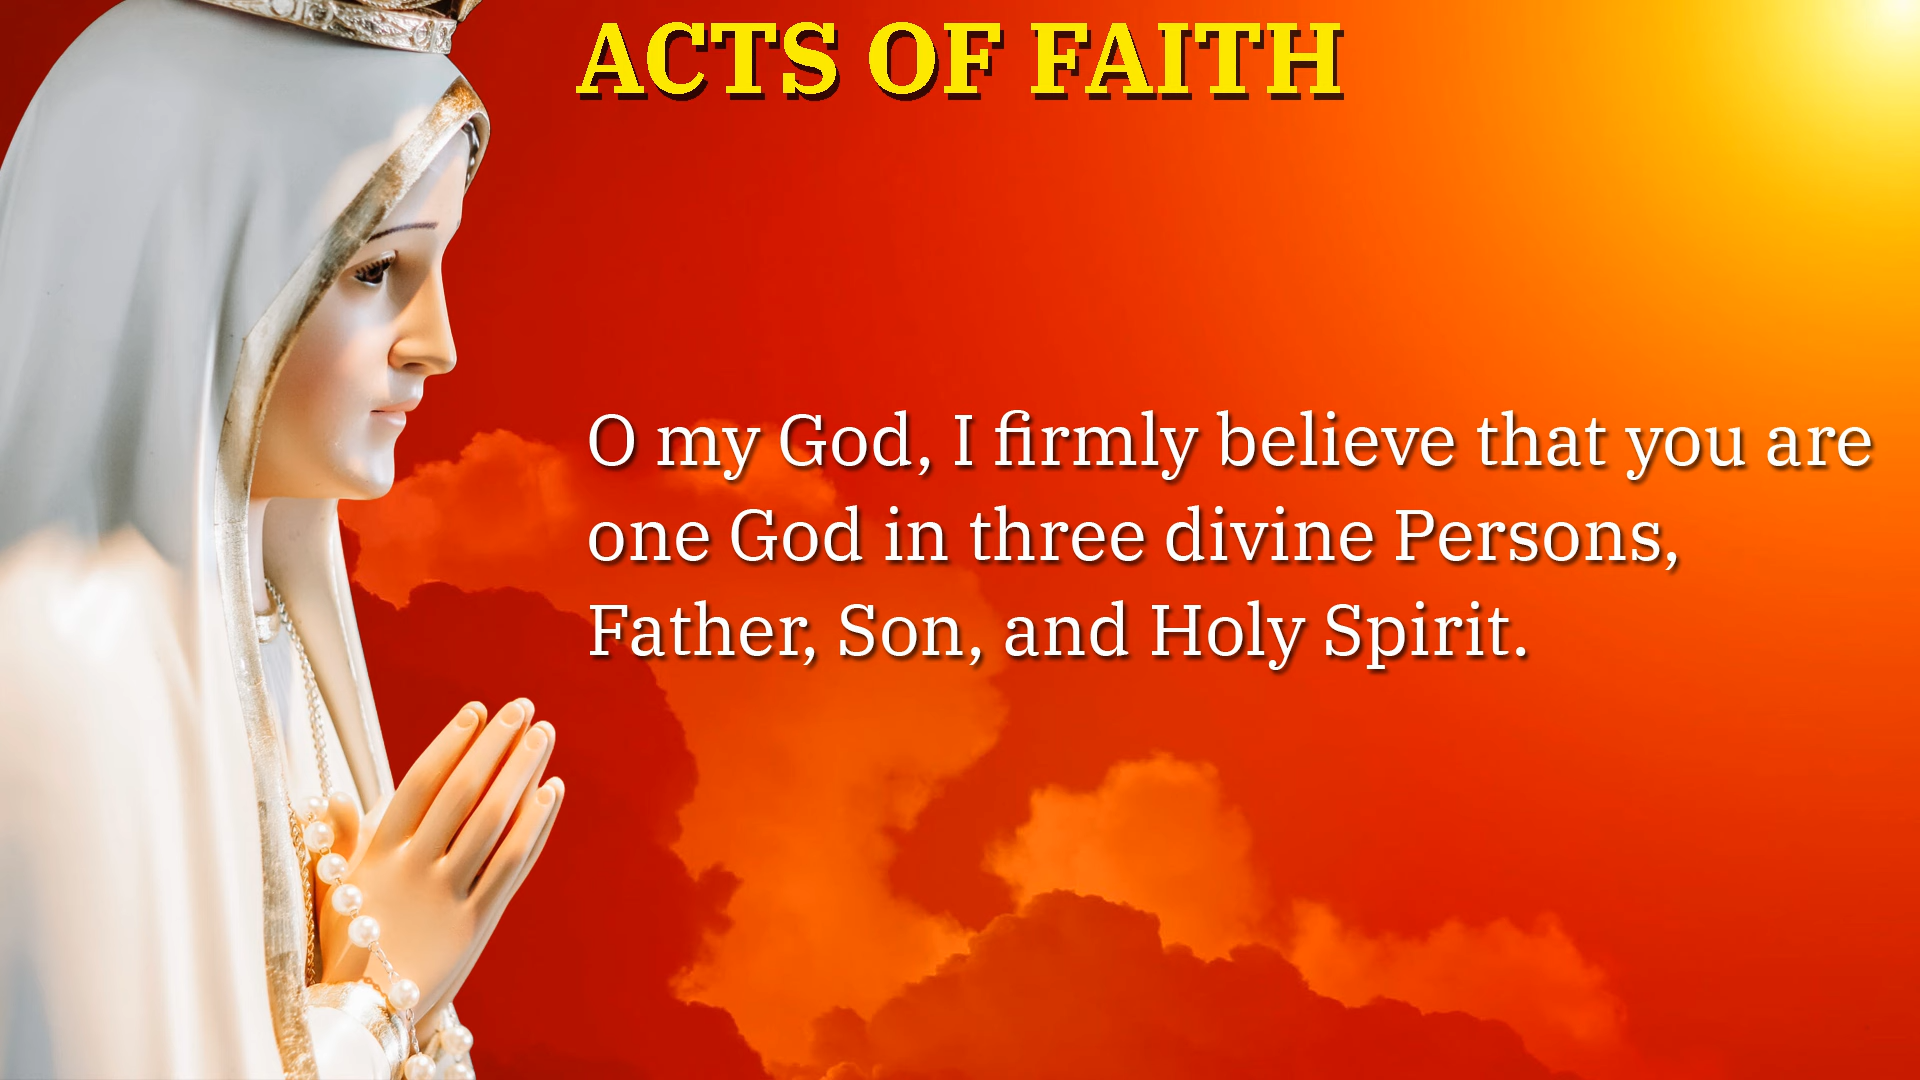 ACTS OF FAITH
O my God, I firmly believe that you are
one God in three divine Persons,
Father, Son, and Holy Spirit.